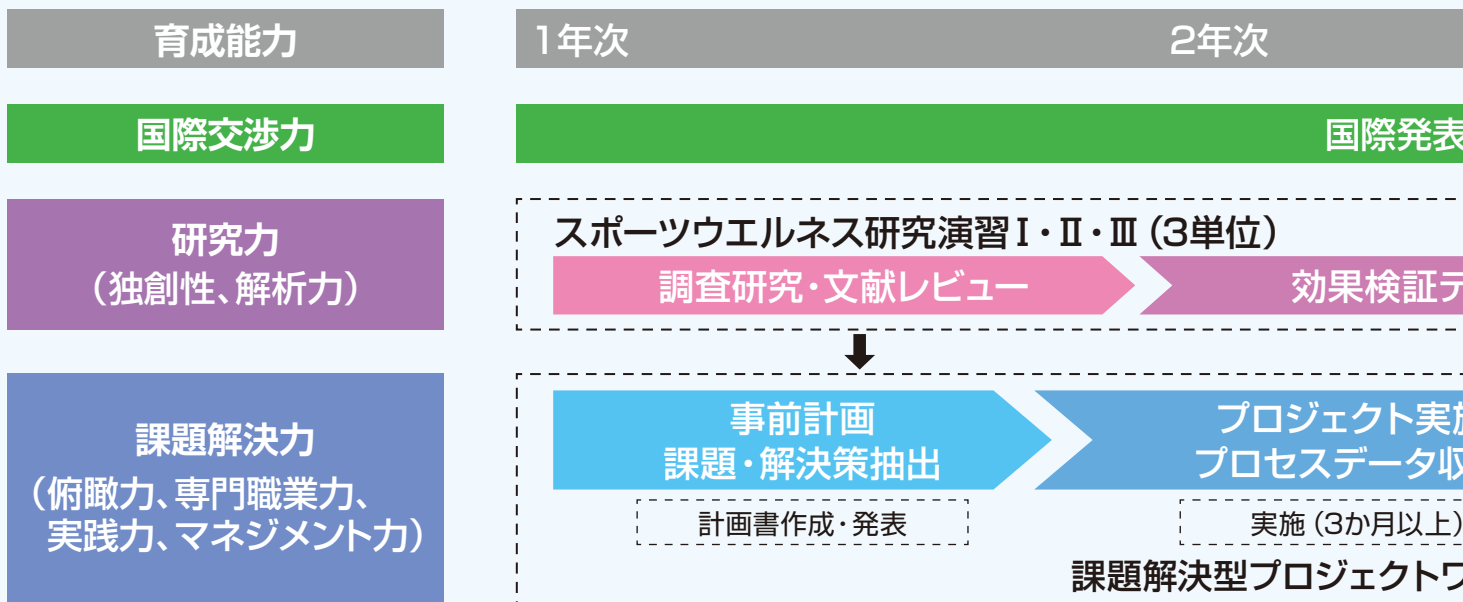 育成能力
1年次
2年次
国際交渉力
国際発表
研究力
（独創性、解析力）
スポーツウエルネス研究演習Ⅰ・Ⅱ・Ⅲ（3単位）
調査研究・文献レビュー
効果検証デ
課題解決力
（俯瞰力、専門職業力、
実践力、マネジメント力）
事前計画
課題・解決策抽出
プロジェクト実施
プロセスデータ収
計画書作成・発表
実施（3か月以上）
課題解決型プロジェクトワ